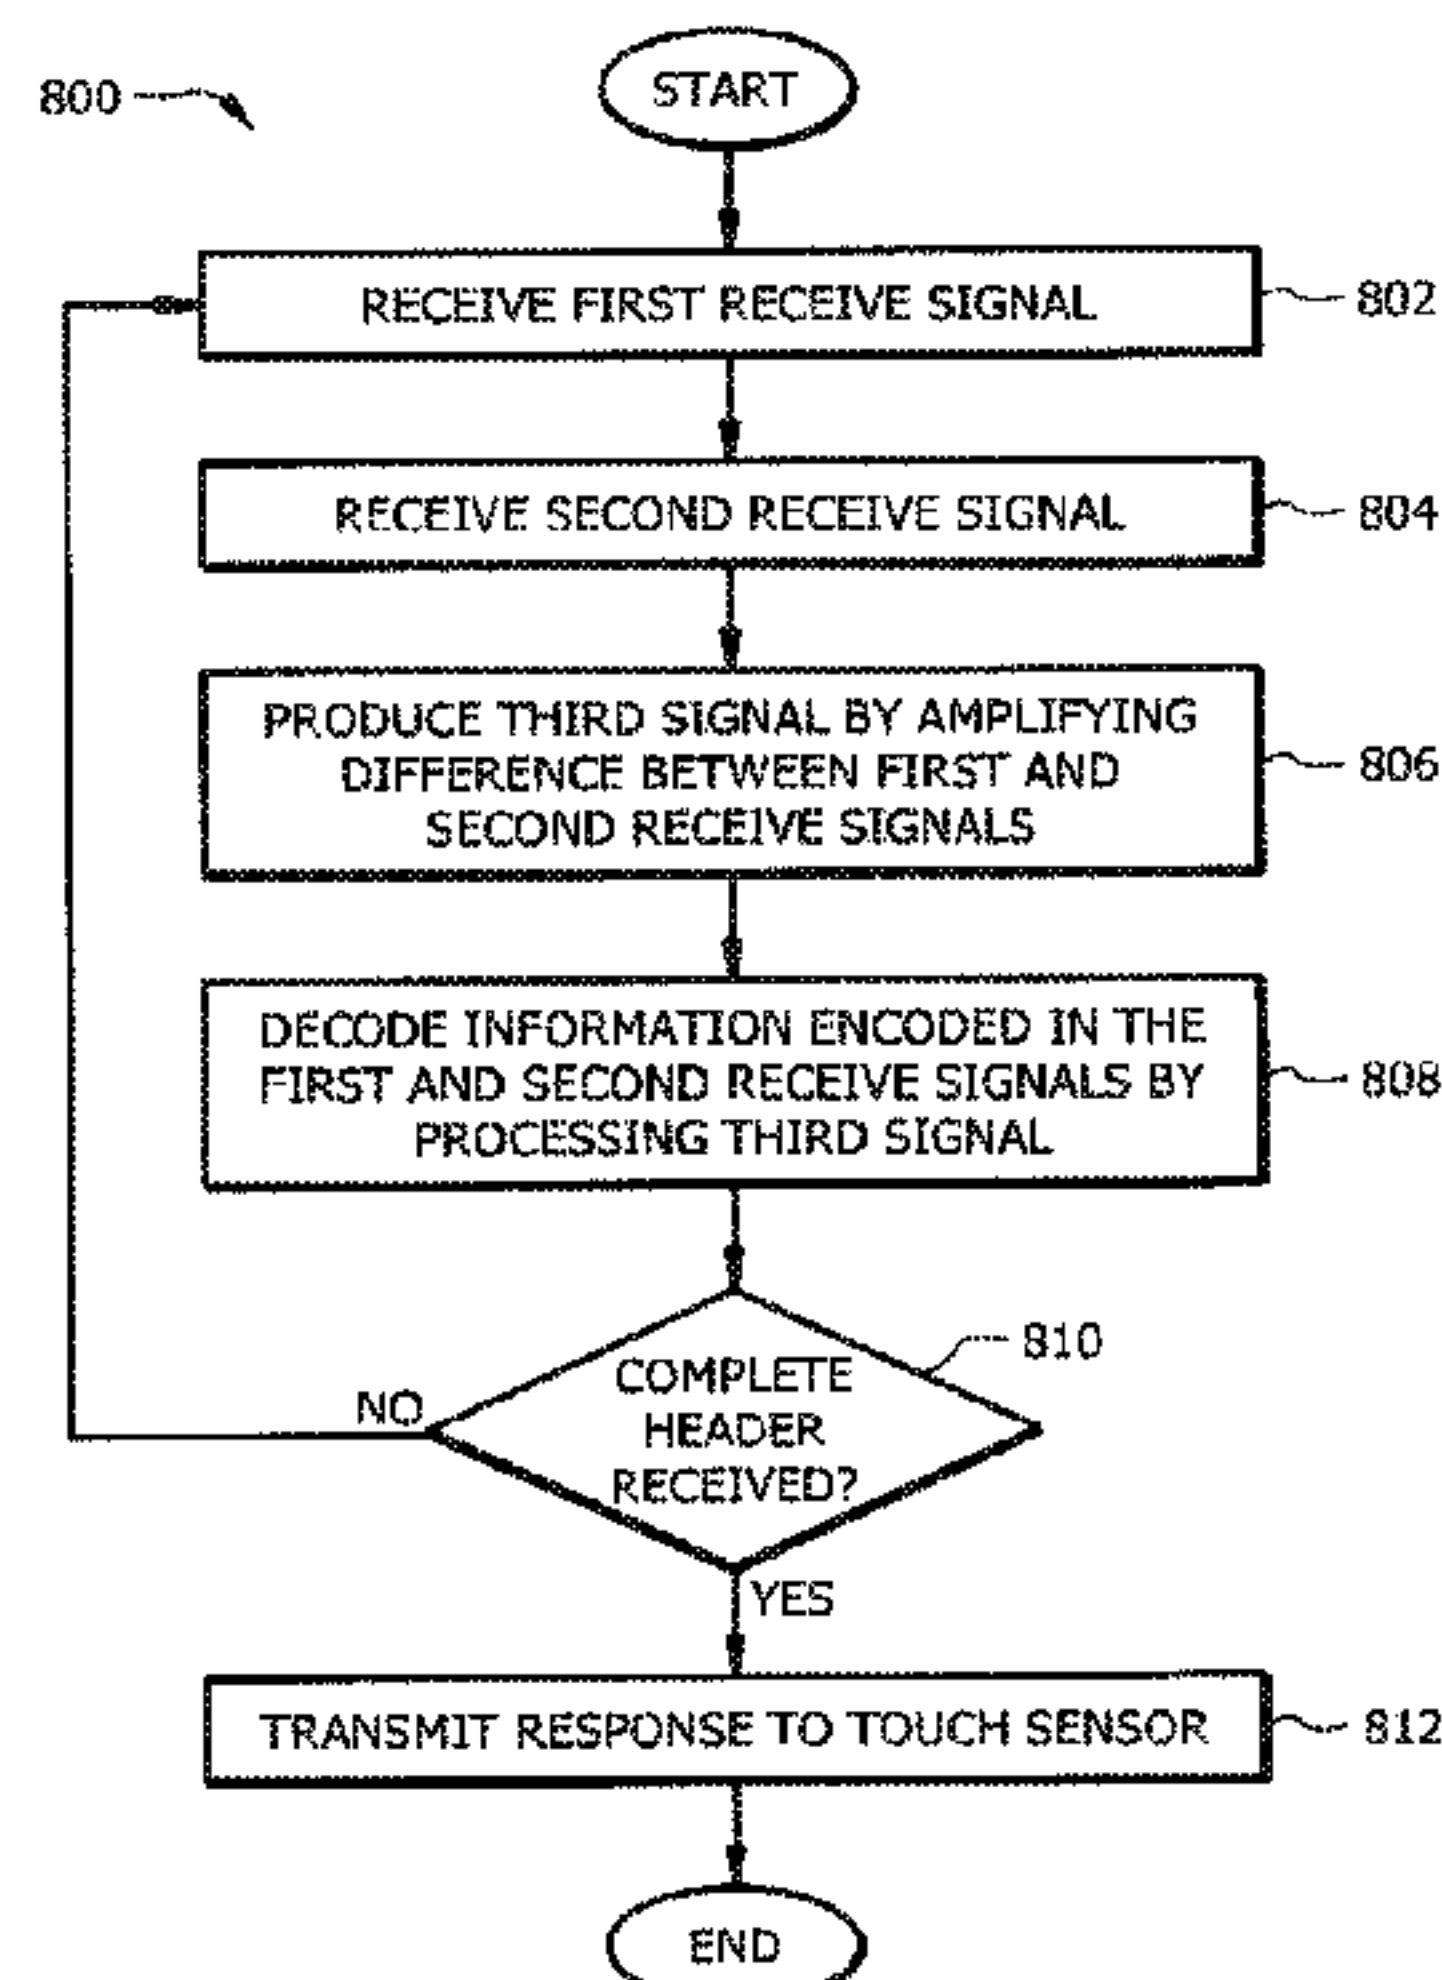 800
START
RECEIVE FIRST RECEIVE SIGNAL
802
RECEIVE SECOND RECEIVE SIGNAL
804
PRODUCE THIRD SIGNAL BY AMPLIFYING
DIFFERENCE BETWEEN FIRST AND
SECOND RECEIVE SIGNALS
806
DECODE INFORMATION ENCODED IN THE
FIRST AND SECOND RECEIVE SIGNALS BY
PROCESSING THIRD SIGNAL
808
810
COMPLETE
HEADER
RECEIVED?
NO
YES
TRANSMIT RESPONSE TO TOUCH SENSOR
812
END